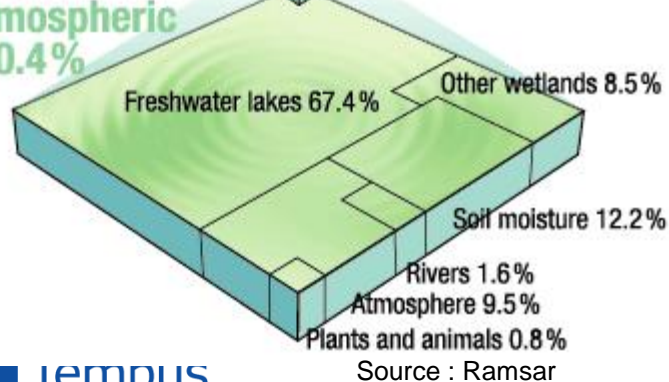 mospheric
0.4%
Other wetlands 8.5%
Freshwater lakes 67.4%
Soil moisture 12.2%
Rivers 1.6%
Atmosphere 9.5%
Plants and animals 0.8%
Tempus
Source : Ramsar